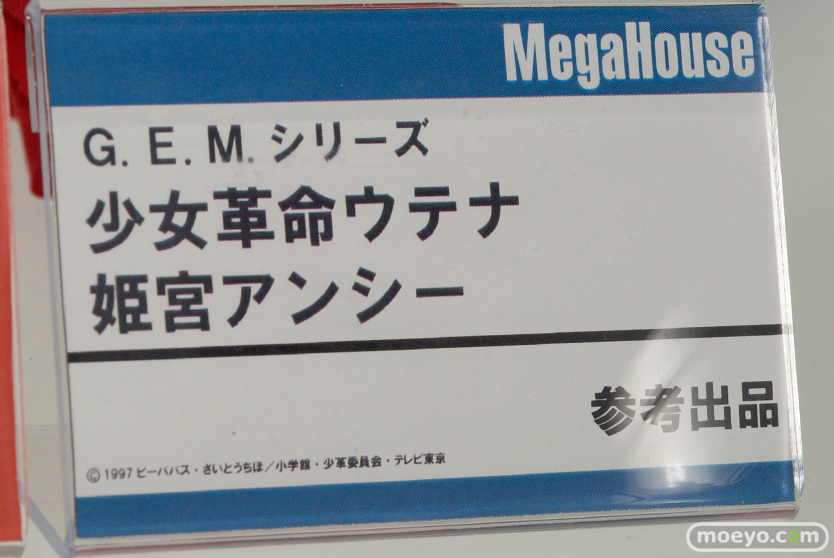 MegaHouse
G.E.M.シリーズ
少女革命ウテナ
姫宮アンシー
参考出品
©1997 ビーパパス・さいとうちほ／小学館・少革委員会・テレビ東京
moeyo.com